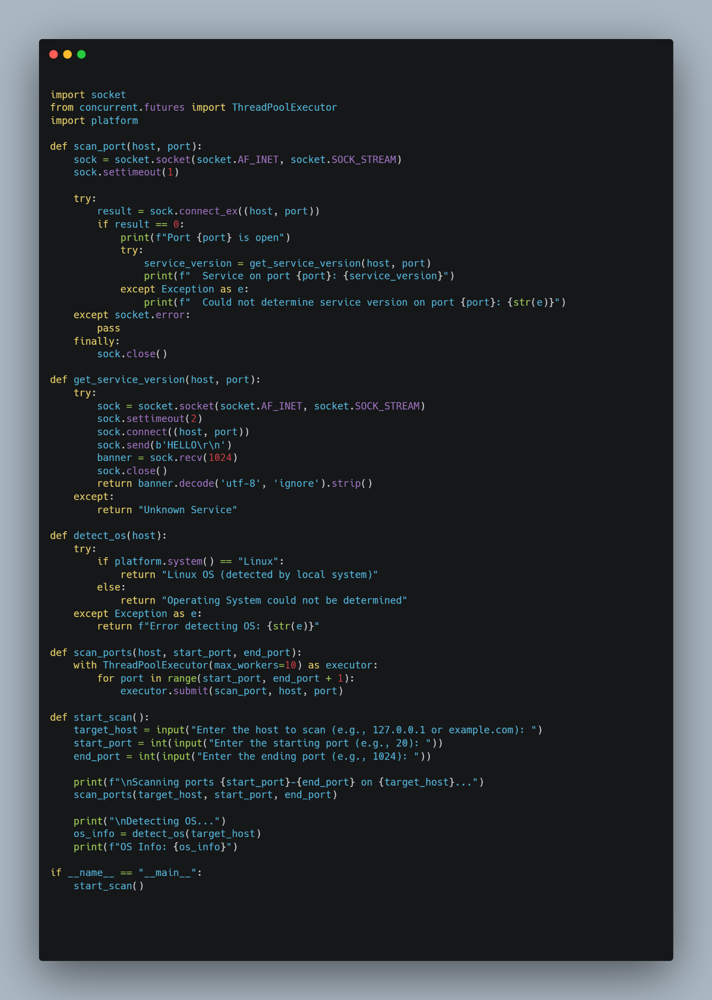 import socket
from concurrent.futures import ThreadPoolExecutor
import platform

def scan_port(host, port):
    sock = socket.socket(socket.AF_INET, socket.SOCK_STREAM)
    sock.settimeout(1)

    try:
        result = sock.connect_ex((host, port))
        if result == 0:
            print(f"Port {port} is open")
            try:
                service_version = get_service_version(host, port)
                print(f"  Service on port {port}: {service_version}")
            except Exception as e:
                print(f"  Could not determine service version on port {port}: {str(e)}")
    except socket.error:
        pass
    finally:
        sock.close()

def get_service_version(host, port):
    try:
        sock = socket.socket(socket.AF_INET, socket.SOCK_STREAM)
        sock.settimeout(2)
        sock.connect((host, port))
        sock.send(b'HELLO\r\n')
        banner = sock.recv(1024)
        sock.close()
        return banner.decode('utf-8', 'ignore').strip()
    except:
        return "Unknown Service"

def detect_os(host):
    try:
        if platform.system() == "Linux":
            return "Linux OS (detected by local system)"
        else:
            return "Operating System could not be determined"
    except Exception as e:
        return f"Error detecting OS: {str(e)}"

def scan_ports(host, start_port, end_port):
    with ThreadPoolExecutor(max_workers=10) as executor:
        for port in range(start_port, end_port + 1):
            executor.submit(scan_port, host, port)

def start_scan():
    target_host = input("Enter the host to scan (e.g., 127.0.0.1 or example.com): ")
    start_port = int(input("Enter the starting port (e.g., 20): "))
    end_port = int(input("Enter the ending port (e.g., 1024): "))

    print(f"\nScanning ports {start_port}-{end_port} on {target_host}...")
    scan_ports(target_host, start_port, end_port)

    print("\nDetecting OS...")
    os_info = detect_os(target_host)
    print(f"OS Info: {os_info}")

if __name__ == "__main__":
    start_scan()